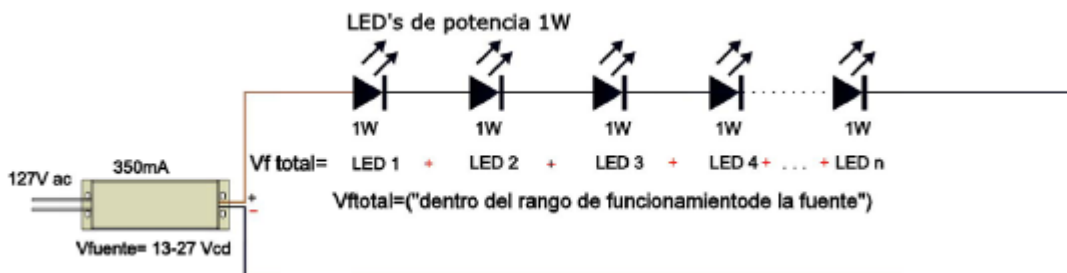 LED's de potencia 1W
1W 1W 1W 1W 1W
Vf total= LED 1 + LED 2 + LED 3 + LED 4 + . . . + LED n
350mA
127V ac
+
−
Vftotal=("dentro del rango de funcionamientode la fuente")
Vfuente= 13-27 Vcd